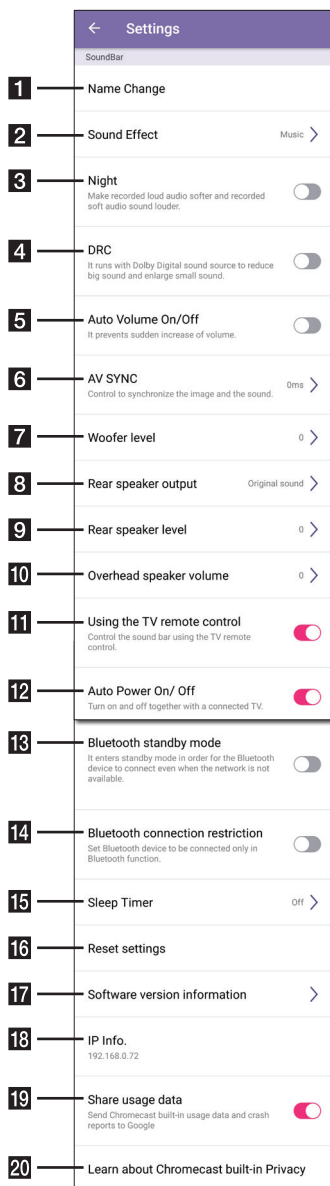 Settings
SoundBar
1 Name Change
2 Sound Effect Music
3 Night
Make recorded loud audio softer and recorded
soft audio sound louder.
4 DRC
It runs with Dolby Digital sound source to reduce
big sound and enlarge small sound.
5 Auto Volume On/Off
It prevents sudden increase of volume.
6 AV SYNC 0ms
Control to synchronize the image and the sound.
7 Woofer level 0
8 Rear speaker output Original sound
9 Rear speaker level 0
10 Overhead speaker volume 0
11 Using the TV remote control
Control the sound bar using the TV remote
control.
12 Auto Power On/ Off
Turn on and off together with a connected TV.
13 Bluetooth standby mode
It enters standby mode in order for the Bluetooth
device to connect even when the network is not
available.
14 Bluetooth connection restriction
Set Bluetooth device to be connected only in
Bluetooth function.
15 Sleep Timer Off
16 Reset settings
17 Software version information
18 IP Info.
192.168.0.72
19 Share usage data
Send Chromecast built-in usage data and crash
reports to Google
20 Learn about Chromecast built-in Privacy